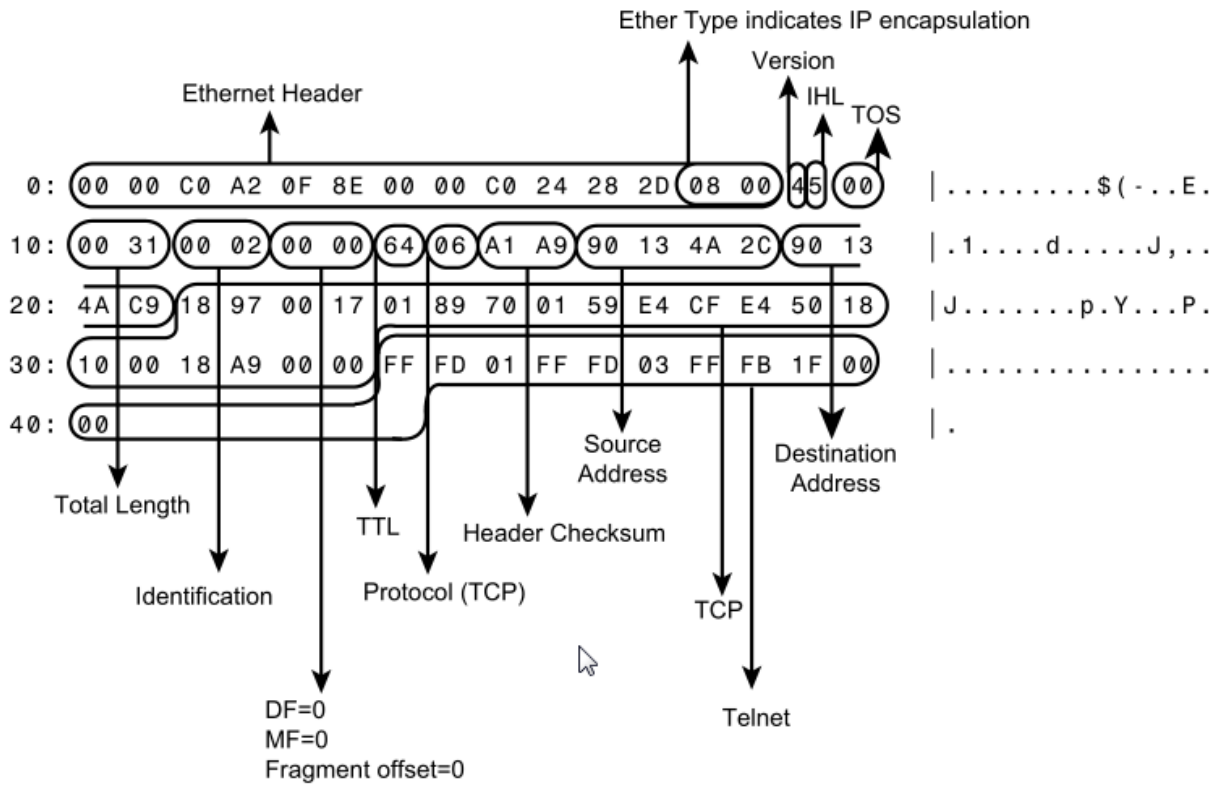 Ether Type indicates IP encapsulation
Version
Ethernet Header
IHL
TOS
0: 00 00 C0 A2 0F 8E 00 00 C0 24 28 2D 08 00 45 00 |.........$(-..E.
10: 00 31 00 02 00 00 64 06 A1 A9 90 13 4A 2C 90 13 |.1....d.....J,..
20: 4A C9 18 97 00 17 01 89 70 01 59 E4 CF E4 50 18 |J.......p.Y...P.
30: 10 00 18 A9 00 00 FF FD 01 FF FD 03 FF FB 1F 00 |................
40: 00 |.
Source
Address
Destination
Address
Total Length
TTL
Header Checksum
Identification
Protocol (TCP)
TCP
DF=0
MF=0
Fragment offset=0
Telnet